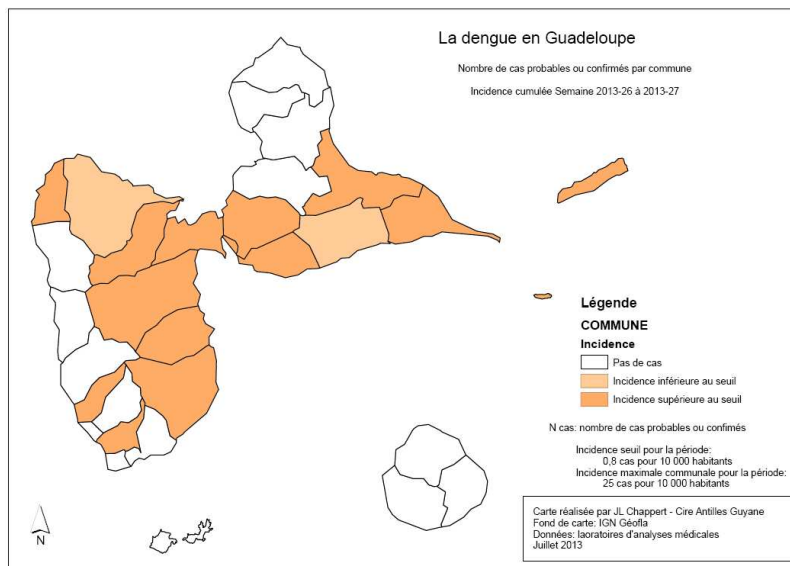 La dengue en Guadeloupe
Nombre de cas probables ou confirmés par commune
Incidence cumulée Semaine 2013-26 à 2013-27
Légende
COMMUNE
Incidence
Pas de cas
Incidence inférieure au seuil
Incidence supérieure au seuil
N cas: nombre de cas probables ou confimés
Incidence seuil pour la période:
0,8 cas pour 10 000 habitants
Incidence maximale communale pour la période:
25 cas pour 10 000 habitants
Carte réalisée par JL Chappert - Cire Antilles Guyane
Fond de carte: IGN Géofla
Données: laoratoires d'analyses médicales
Juillet 2013
N